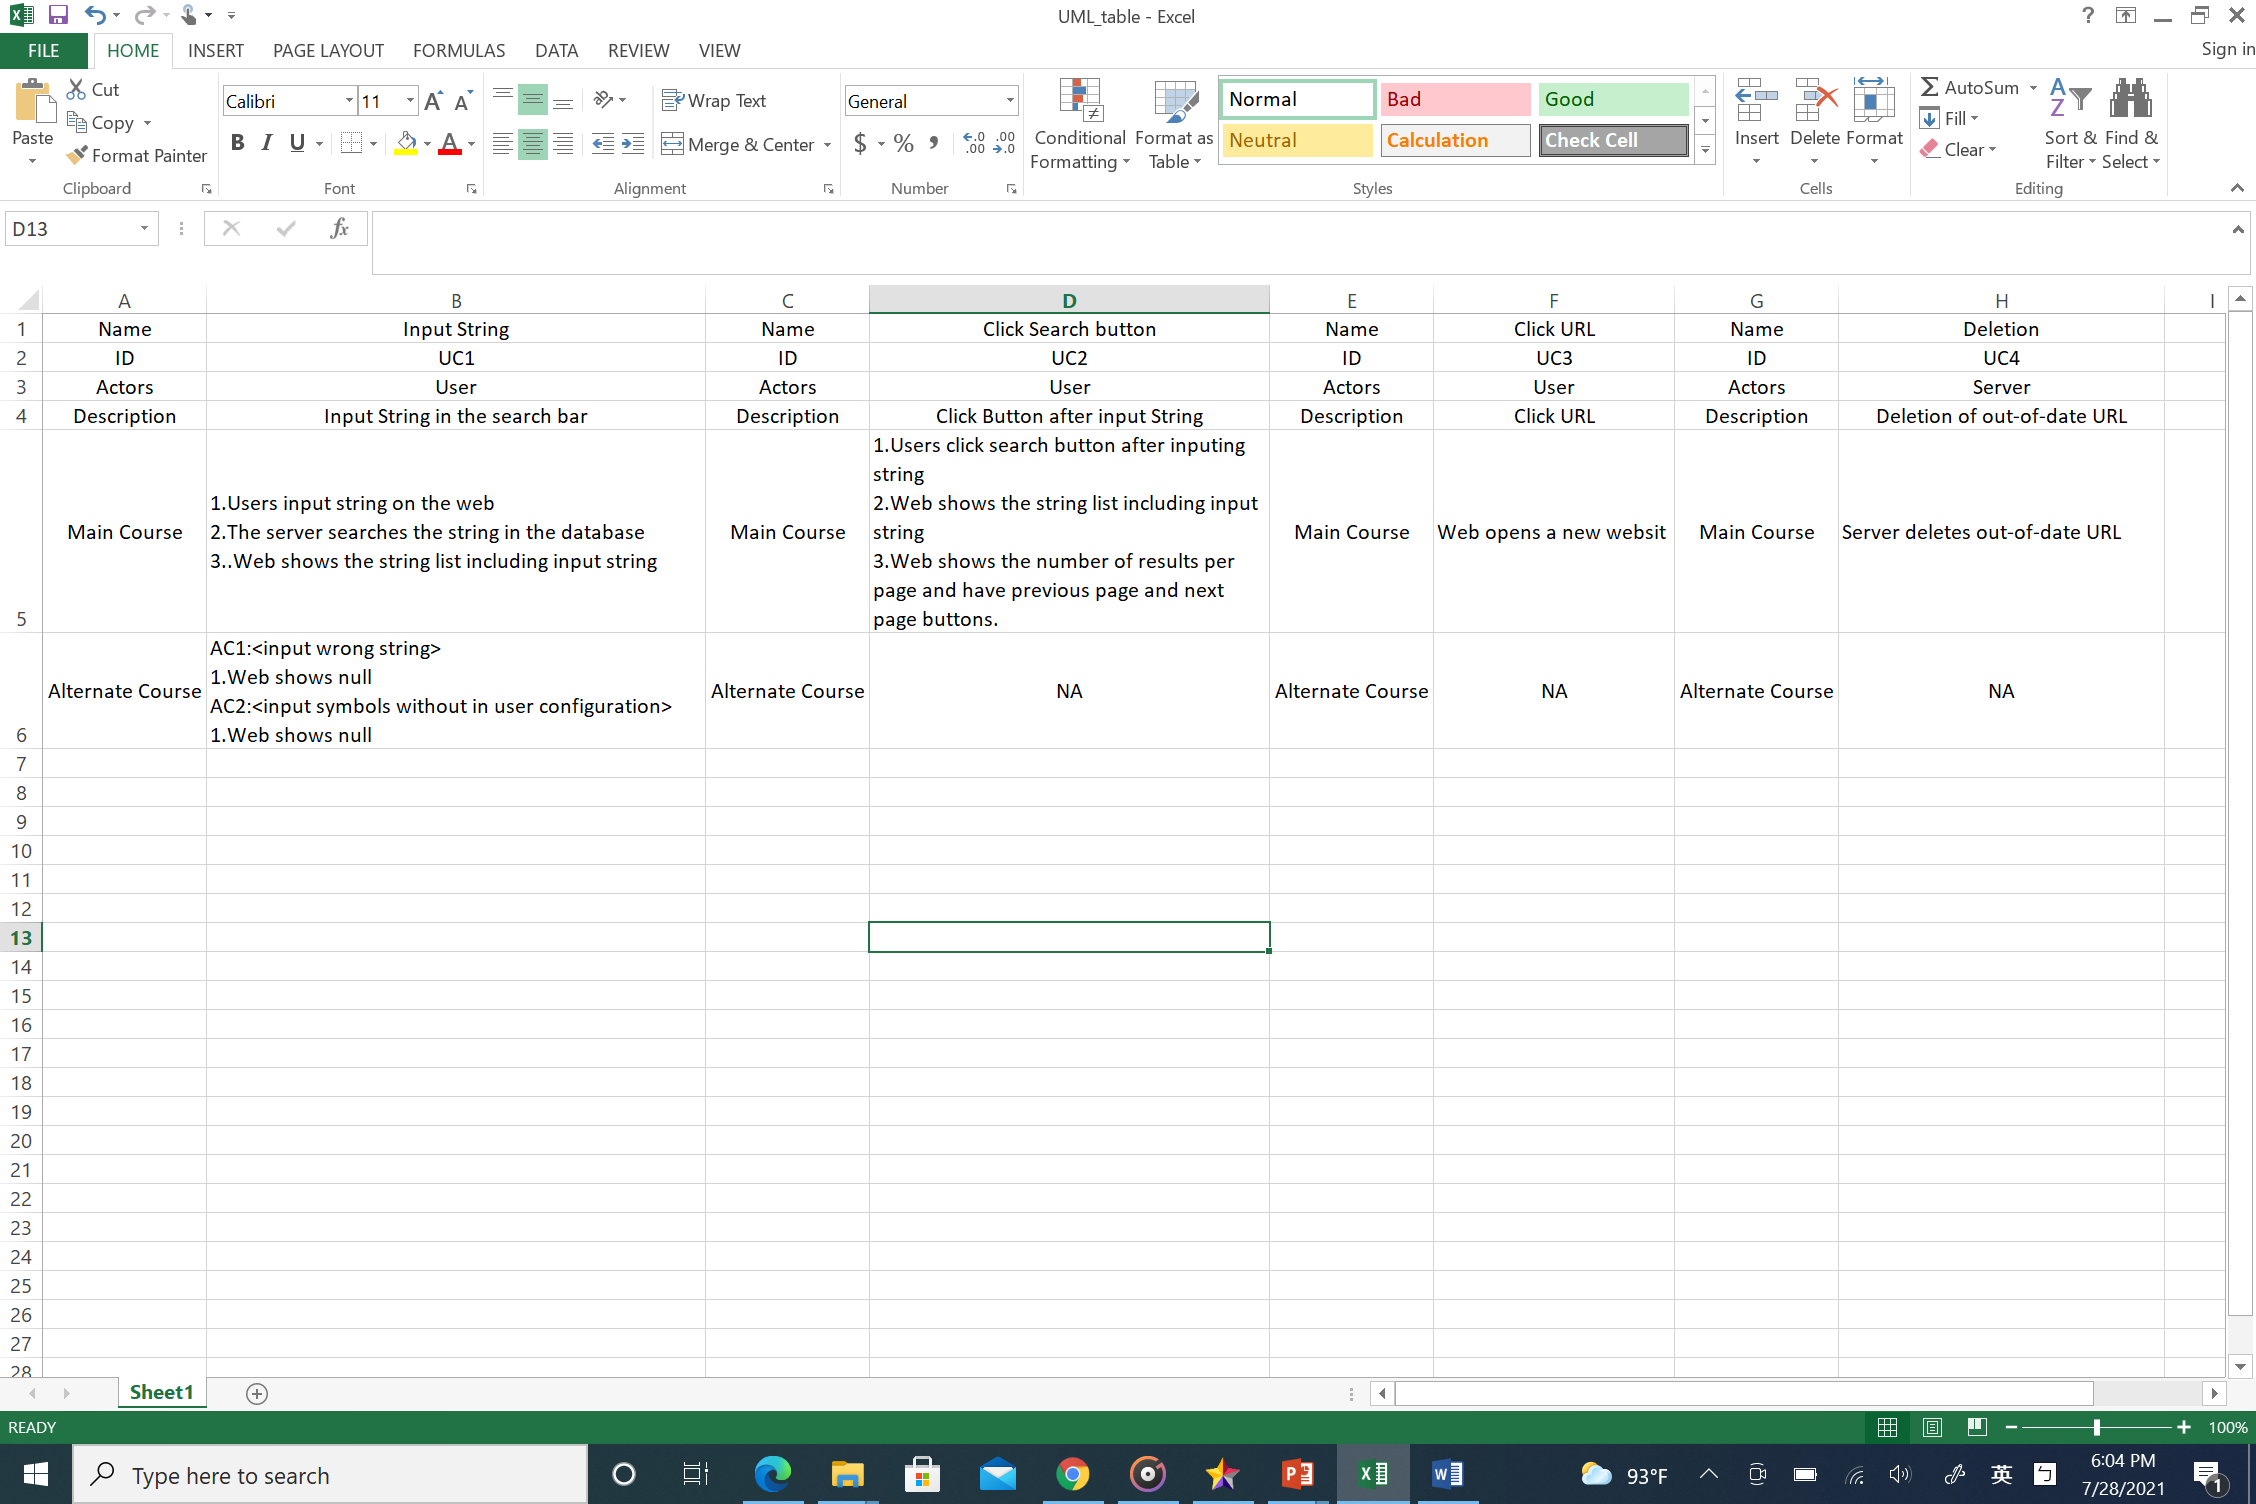 UML_table - Excel
Sign in
FILE HOME INSERT PAGE LAYOUT FORMULAS DATA REVIEW VIEW
Paste
Cut
Copy
Format Painter
Clipboard
Calibri 11
B I U
Font
Wrap Text
Merge & Center
Alignment
General
$ % ,
Number
Conditional Formatting
Format as Table
Normal Bad Good
Neutral Calculation Check Cell
Styles
Insert Delete Format
Cells
AutoSum
Fill
Clear
Sort & Filter
Find & Select
Editing
D13
fx
A B C D E F G H I
1 Name Input String Name Click Search button Name Click URL Name Deletion
2 ID UC1 ID UC2 ID UC3 ID UC4
3 Actors User Actors User Actors User Actors Server
4 Description Input String in the search bar Description Click Button after input String Description Click URL Description Deletion of out-of-date URL
5
Main Course
1.Users input string on the web
2.The server searches the string in the database
3..Web shows the string list including input string
Main Course
1.Users click search button after inputing
string
2.Web shows the string list including input
string
3.Web shows the number of results per
page and have previous page and next
page buttons.
Main Course
Web opens a new websit
Main Course
Server deletes out-of-date URL
6
Alternate Course
AC1:<input wrong string>
1.Web shows null
AC2:<input symbols without in user configuration>
1.Web shows null
Alternate Course
NA
Alternate Course
NA
Alternate Course
NA
7
8
9
10
11
12
13
14
15
16
17
18
19
20
21
22
23
24
25
26
27
28
Sheet1
READY
100%
Type here to search
93°F
英
6:04 PM
7/28/2021
1